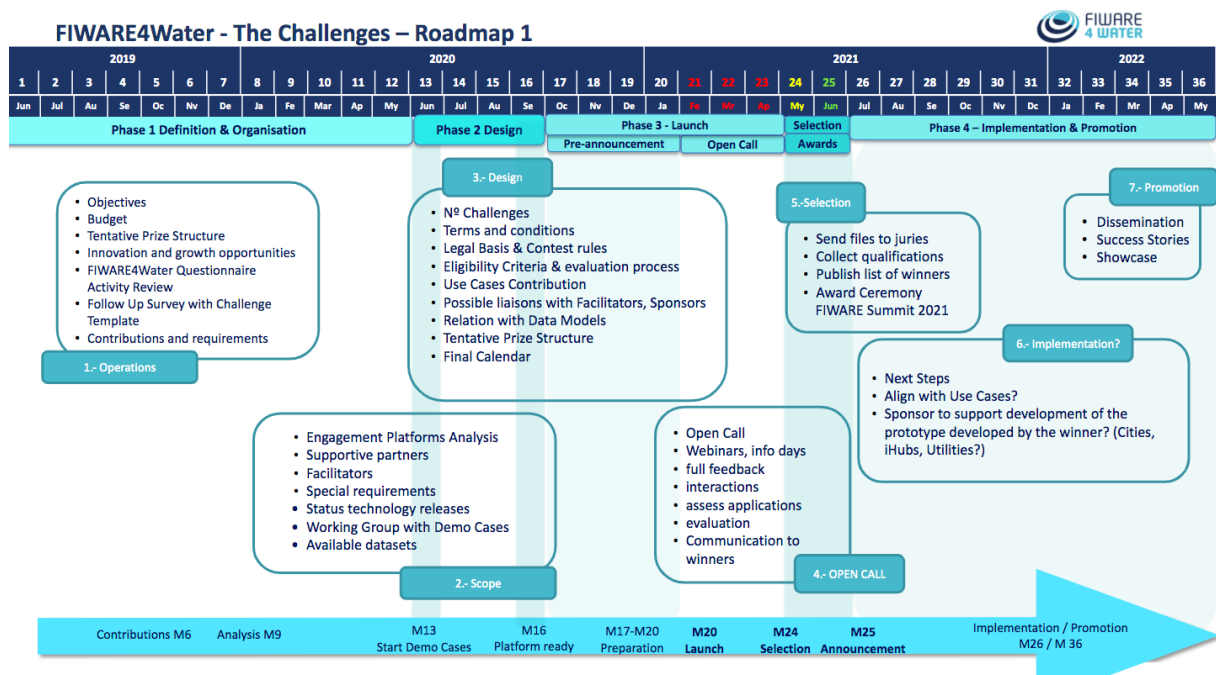 FIWARE4Water - The Challenges – Roadmap 1
FIWARE
4 WATER
2019 2020 2021 2022
1 2 3 4 5 6 7 8 9 10 11 12 13 14 15 16 17 18 19 20 21 22 23 24 25 26 27 28 29 30 31 32 33 34 35 36
Jun Jul Au Se Oc Nv De Ja Fe Mar Ap My Jun Jul Au Se Oc Nv De Ja Fe Mr Ap My Jun Jul Au Se Oc Nv De Ja Fe Mr Ap My
Phase 1 Definition & Organisation Phase 2 Design Phase 3 - Launch Selection Phase 4 – Implementation & Promotion
Pre-announcement Open Call Awards
• Objectives
• Budget
• Tentative Prize Structure
• Innovation and growth opportunities
• FIWARE4Water Questionnaire
Activity Review
• Follow Up Survey with Challenge
Template
• Contributions and requirements
1.- Operations
3.- Design
• Nº Challenges
• Terms and conditions
• Legal Basis & Contest rules
• Eligibility Criteria & evaluation process
• Use Cases Contribution
• Possible liaisons with Facilitators, Sponsors
• Relation with Data Models
• Tentative Prize Structure
• Final Calendar
5.-Selection
• Send files to juries
• Collect qualifications
• Publish list of winners
• Award Ceremony
FIWARE Summit 2021
7.- Promotion
• Dissemination
• Success Stories
• Showcase
6.- Implementation?
• Next Steps
• Align with Use Cases?
• Sponsor to support development of the
prototype developed by the winner? (Cities,
iHubs, Utilities?)
• Engagement Platforms Analysis
• Supportive partners
• Facilitators
• Special requirements
• Status technology releases
• Working Group with Demo Cases
• Available datasets
2.- Scope
• Open Call
• Webinars, info days
• full feedback
• interactions
• assess applications
• evaluation
• Communication to
winners
4.- OPEN CALL
Contributions M6
Analysis M9
M13
Start Demo Cases
M16
Platform ready
M17-M20
Preparation
M20
Launch
M24
Selection
M25
Announcement
Implementation / Promotion
M26 / M 36